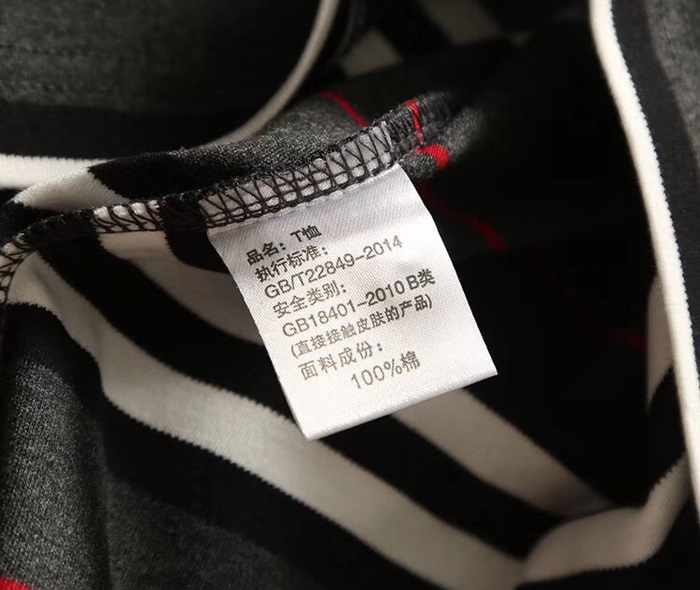 品名：T恤
执行标准：
GB/T22849-2014
安全类别：
GB18401-2010 B类
(直接接触皮肤的产品)
面料成份：
100%棉